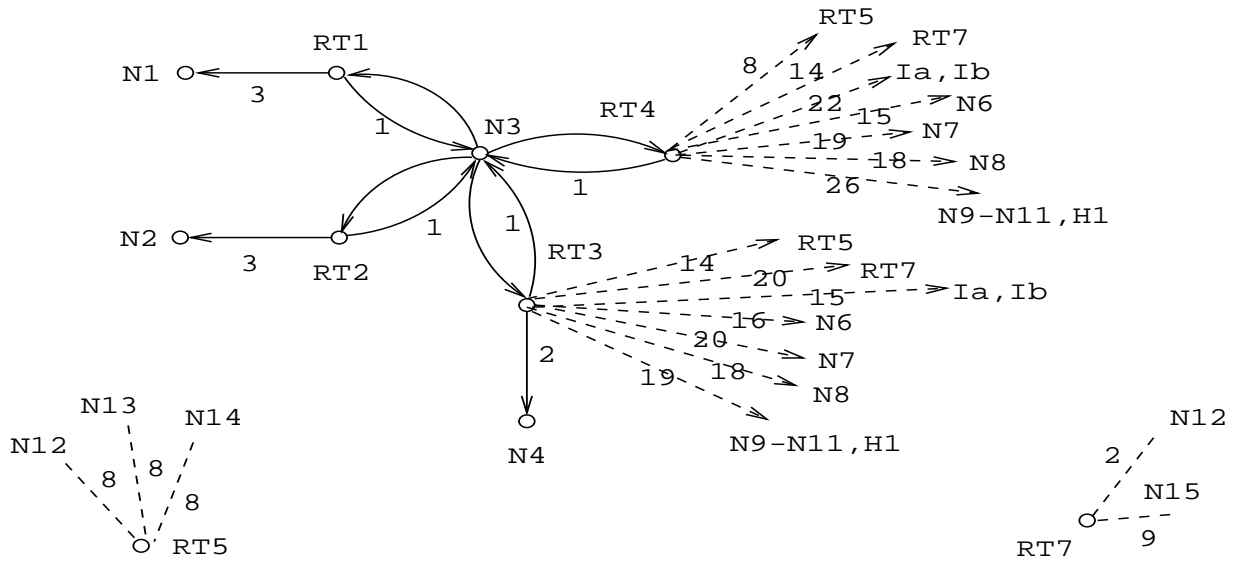 RT5
RT1
RT7
8
N1
14
Ia,Ib
3
22
N6
RT4
15
1
N3
19
N7
18
N8
1
26
N9-N11,H1
N2
1
1
RT3
RT5
3
RT2
14
20
RT7
15
Ia,Ib
16
N6
2
20
N7
19
18
N8
N13
N14
N12
N12
N9-N11,H1
N4
8
8
2
8
N15
RT5
9
RT7